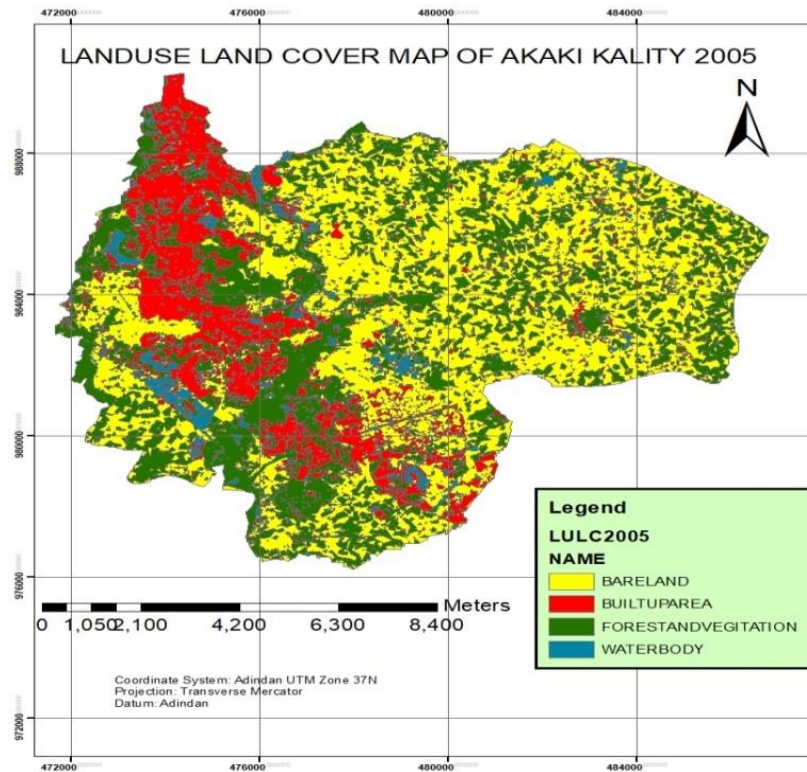 472000 476000 480000 484000
LANDUSE LAND COVER MAP OF AKAKI KALITY 2005
N
988000
984000
980000
976000
972000
Legend
LULC2005
NAME
BARELAND
BUILTUPAREA
FORESTANDVEGITATION
WATERBODY
Meters
0 1,050 2,100 4,200 6,300 8,400
Coordinate System: Adindan UTM Zone 37N
Projection: Transverse Mercator
Datum: Adindan
472000 476000 480000 484000